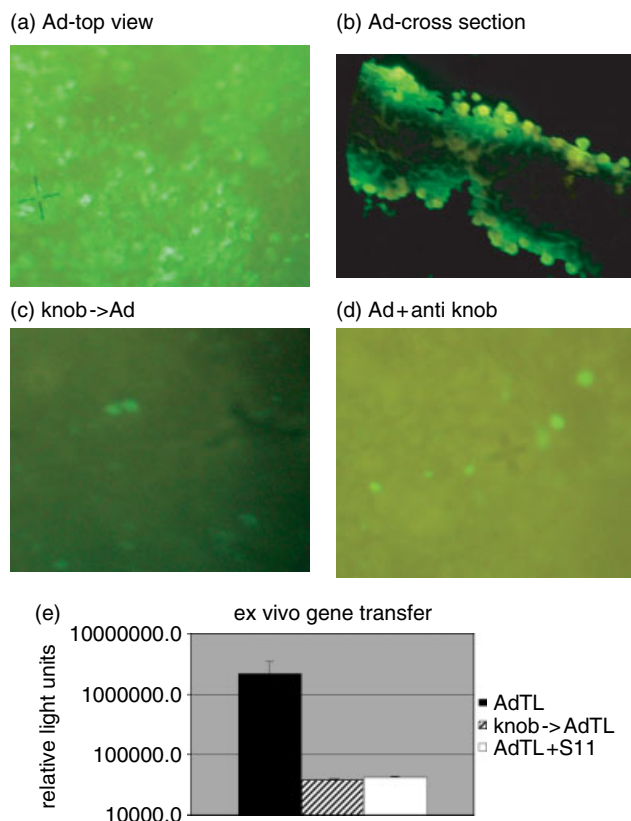 (a) Ad-top view
(b) Ad-cross section
(c) knob->Ad
(d) Ad+anti knob
(e) ex vivo gene transfer
relative light units
10000000.0
1000000.0
100000.0
10000.0
AdTL
knob->AdTL
AdTL+S11